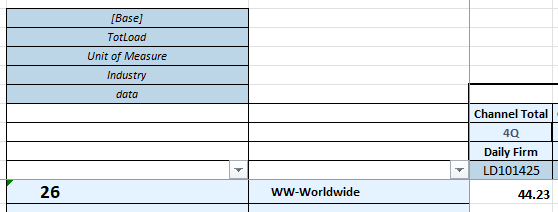 [Base]
TotLoad
Unit of Measure
Industry
data
Channel Total
4Q
Daily Firm
LD101425
26 WW-Worldwide 44.23